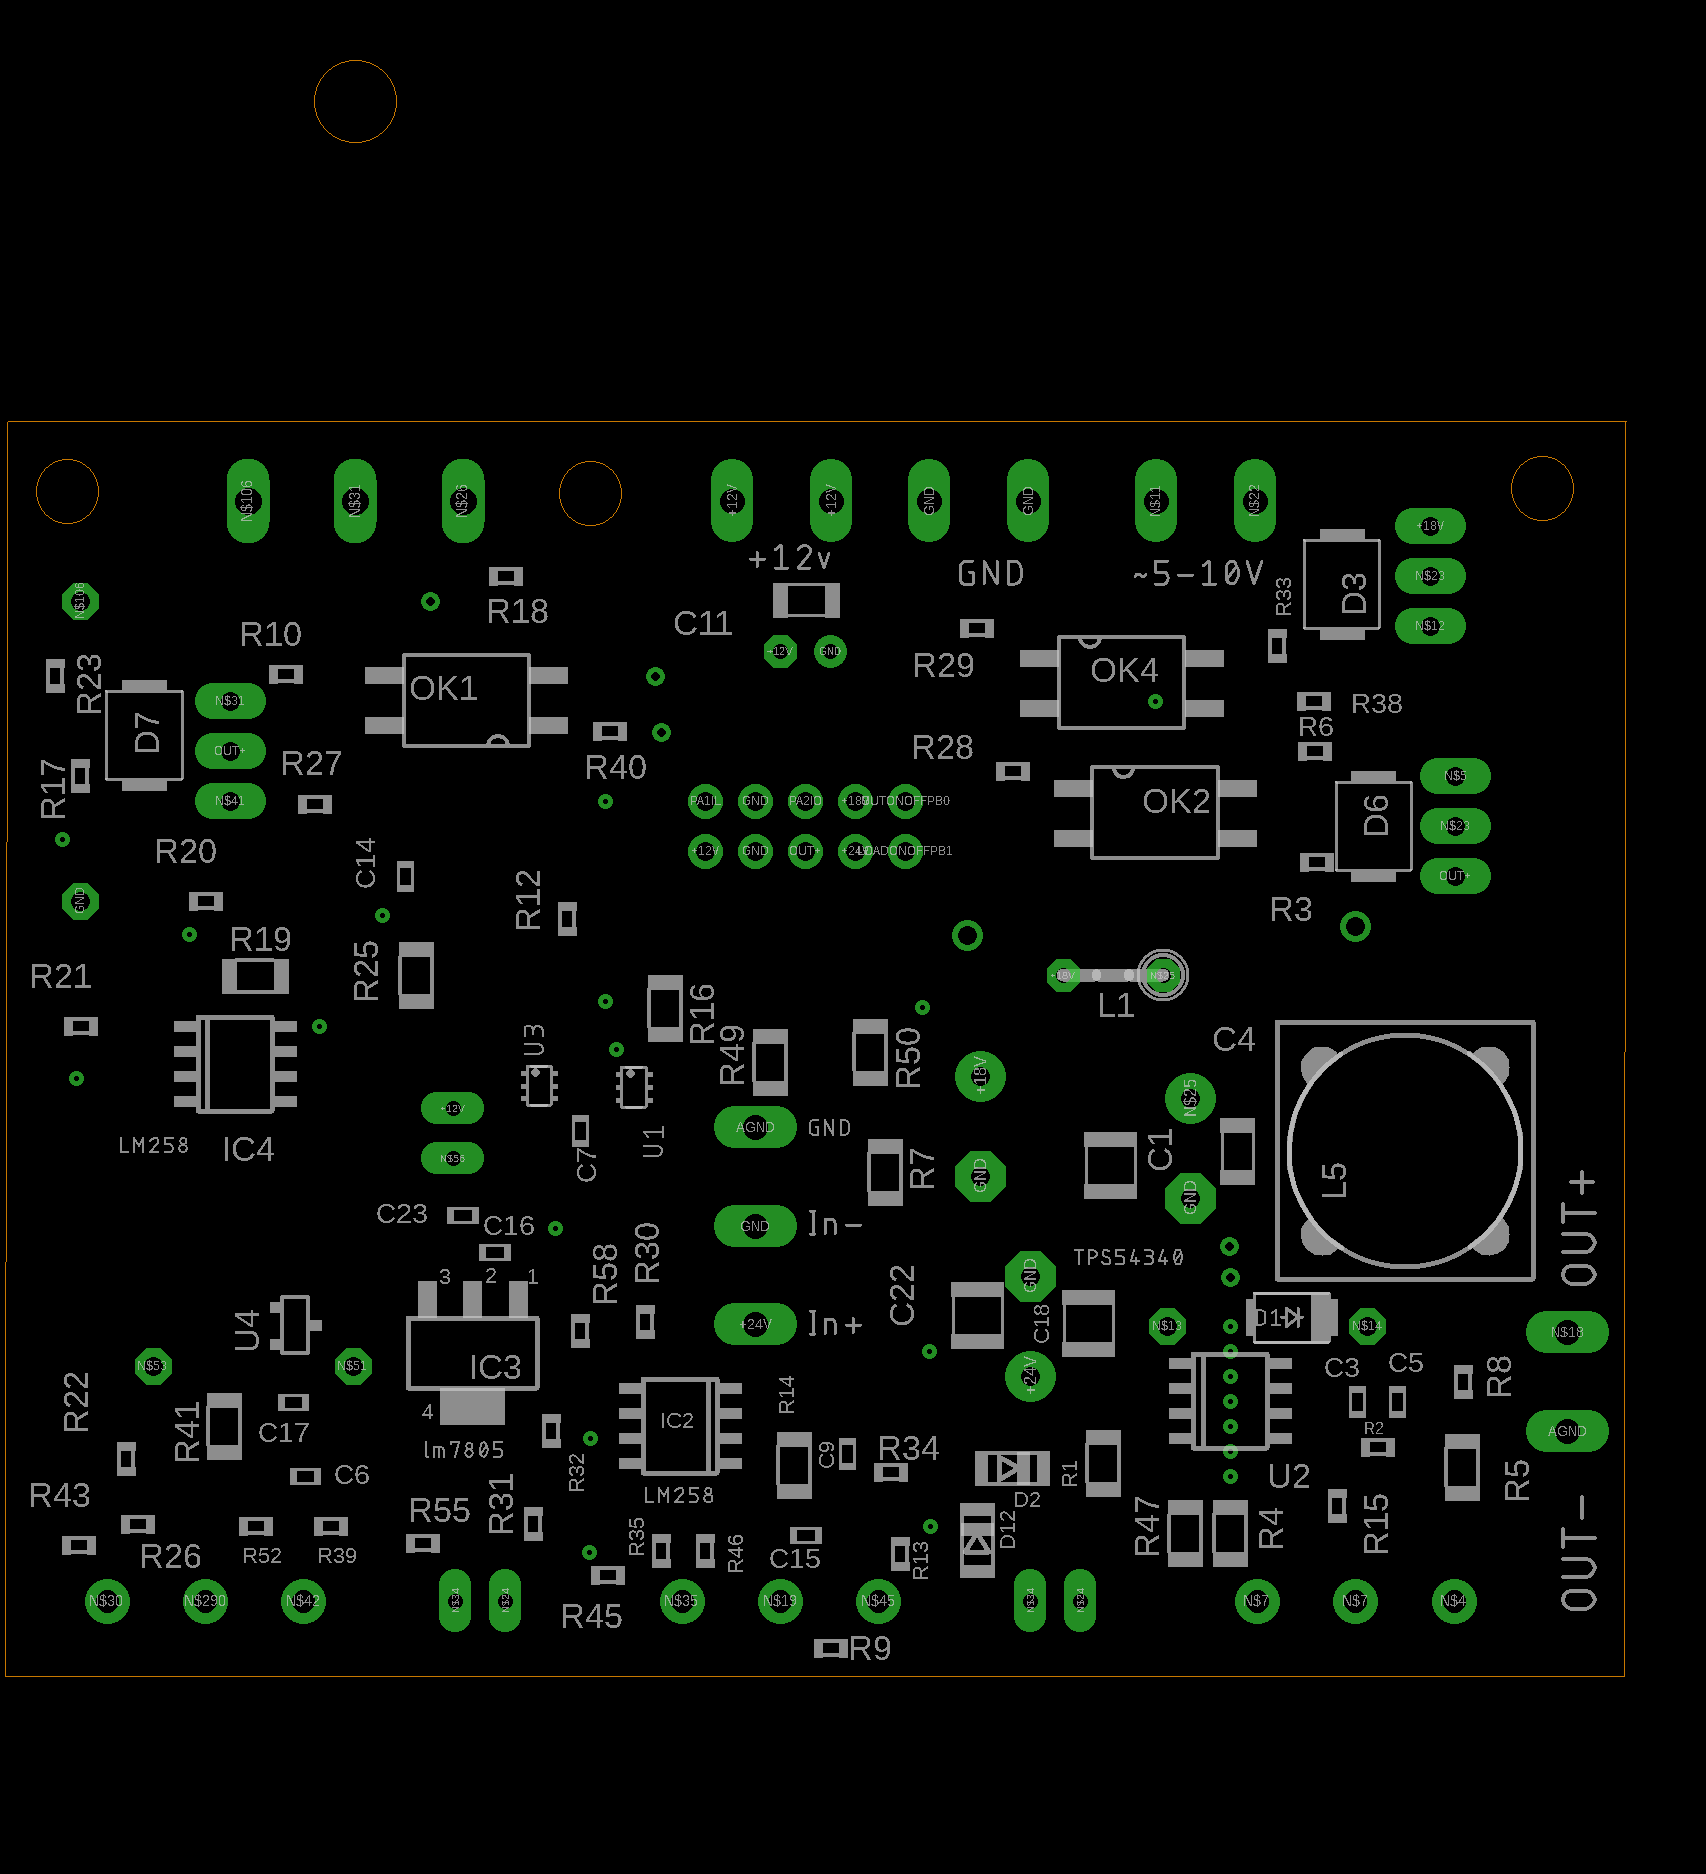 N$106
N$31
N$26
+12V
+12V
GND
GND
N$11
N$22
+18V
+12v
GND
~5-10V
N$23
D3
R33
N$106
R18
C11
N$12
R10
+12V
GND
R29
OK4
R23
OK1
N$31
R38
R6
D7
OUT+
R28
R27
R40
N$5
R17
N$41
PA1IL
GND
PA2IO
+18V
OUTONOFFPB0
OK2
D6
N$23
R20
C14
+12V
GND
OUT+
+24V
LOADONOFFPB1
OUT+
GND
R12
R3
R19
R25
R21
+18V
N$25
L1
R16
U3
R49
R50
C4
+18V
N$25
+12V
AGND
GND
LM258
IC4
N$55
C7
U1
R7
C1
GND
GND
L5
C23
C16
GND
In-
R58
R30
TPS54340
OUT+
3
2
1
GND
C22
C18
D1
U4
+24V
In+
N$13
N$14
N$18
N$53
N$51
IC3
C3
C5
R8
+24V
R22
R41
C17
4
IC2
R14
R2
AGND
lm7805
C9
R34
C6
R32
R1
U2
R5
R43
LM258
D2
R55
R31
D12
R47
R4
R15
OUT-
R26
R52
R39
R35
R46
C15
R13
N$30
N$290
N$42
N$34
N$24
R45
N$35
N$19
N$45
N$34
N$24
N$7
N$7
N$4
R9